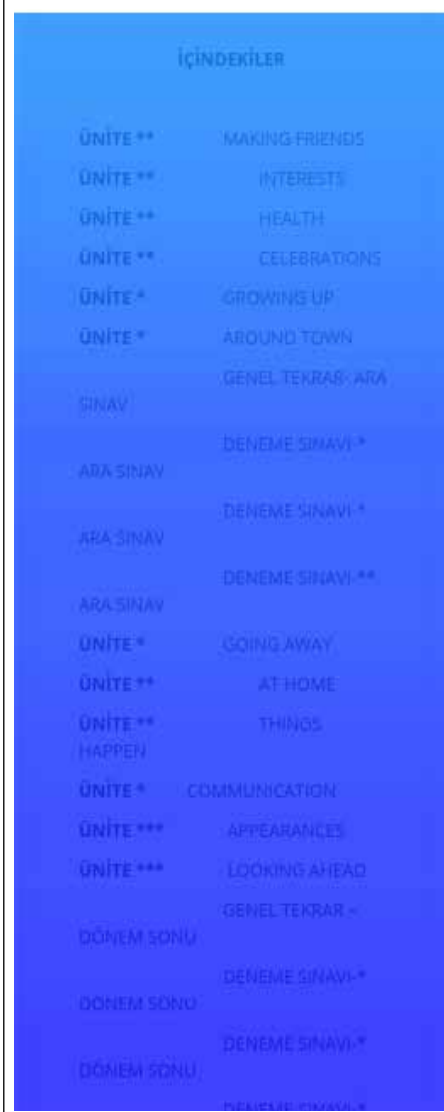 İÇİNDEKİLER
ÜNİTE ** MAKING FRIENDS
ÜNİTE ** INTERESTS
ÜNİTE ** HEALTH
ÜNİTE ** CELEBRATIONS
ÜNİTE * GROWING UP
ÜNİTE * AROUND TOWN
GENEL TEKRAR- ARA
SINAV
DENEME SINAVI-*
ARA SINAV
DENEME SINAVI-*
ARA SINAV
DENEME SINAVI-**
ARA SINAV
ÜNİTE * GOING AWAY
ÜNİTE ** AT HOME
ÜNİTE ** THINGS
HAPPEN
ÜNİTE * COMMUNICATION
ÜNİTE *** APPEARANCES
ÜNİTE *** LOOKING AHEAD
GENEL TEKRAR –
DÖNEM SONU
DENEME SINAVI-*
DÖNEM SONU
DENEME SINAVI-*
DÖNEM SONU
DENEME SINAVI-*